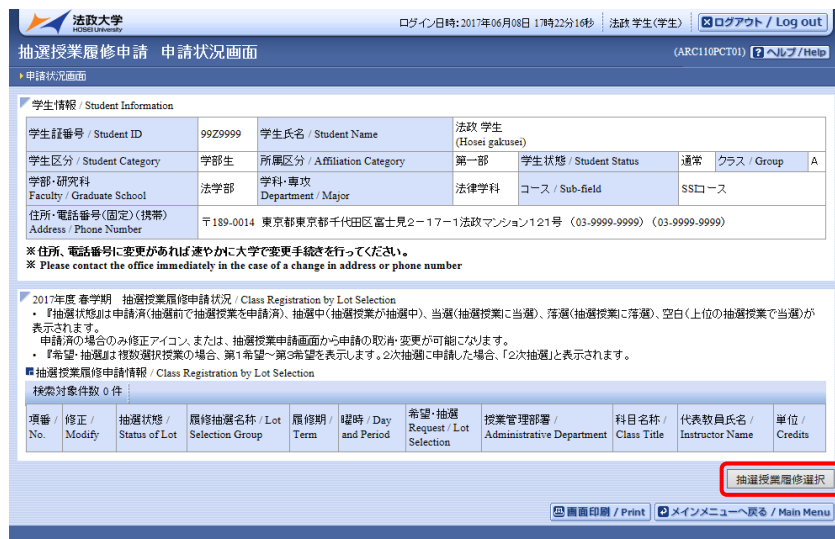 法政大学
HOSEI University
ログイン日時:2017年06月08日 17時22分16秒 法政 学生(学生) ログアウト / Log out
抽選授業履修申請 申請状況画面 (ARC110PCT01) ヘルプ/Help
申請状況画面
学生情報 / Student Information
学生証番号 / Student ID 99Z9999 学生氏名 / Student Name 法政 学生
(Hosei gakusei)
学生区分 / Student Category 学部生 所属区分 / Affiliation Category 第一部 学生状態 / Student Status 通常 クラス / Group A
学部・研究科
Faculty / Graduate School 法学部 学科・専攻
Department / Major 法律学科 コース / Sub-field SSIコース
住所・電話番号(固定)(携帯)
Address / Phone Number 〒189-0014 東京都東京都千代田区富士見2-17-1法政マンション121号 (03-9999-9999) (03-9999-9999)
※住所、電話番号に変更があれば速やかに大学で変更手続きを行ってください。
※ Please contact the office immediately in the case of a change in address or phone number
2017年度 春学期 抽選授業履修申請状況 / Class Registration by Lot Selection
・『抽選状態』は申請済(抽選前で抽選授業を申請済)、抽選中(抽選授業が抽選中)、当選(抽選授業に当選)、落選(抽選授業に落選)、空白(上位の抽選授業で当選)が
表示されます。
申請済の場合のみ修正アイコン、または、抽選授業申請画面から申請の取消・変更が可能になります。
・『希望・抽選』は複数選択授業の場合、第1希望~第3希望を表示します。2次抽選に申請した場合、「2次抽選」と表示されます。
抽選授業履修申請情報 / Class Registration by Lot Selection
検索対象件数 0 件
項番 /
No. 修正 /
Modify 抽選状態 /
Status of Lot 履修抽選名称 / Lot
Selection Group 履修期 /
Term 曜時 / Day
and Period 希望・抽選
Request / Lot
Selection 授業管理部署 /
Administrative Department 科目名称 /
Class Title 代表教員氏名 /
Instructor Name 単位 /
Credits
抽選授業履修選択
画面印刷 / Print メインメニューへ戻る / Main Menu